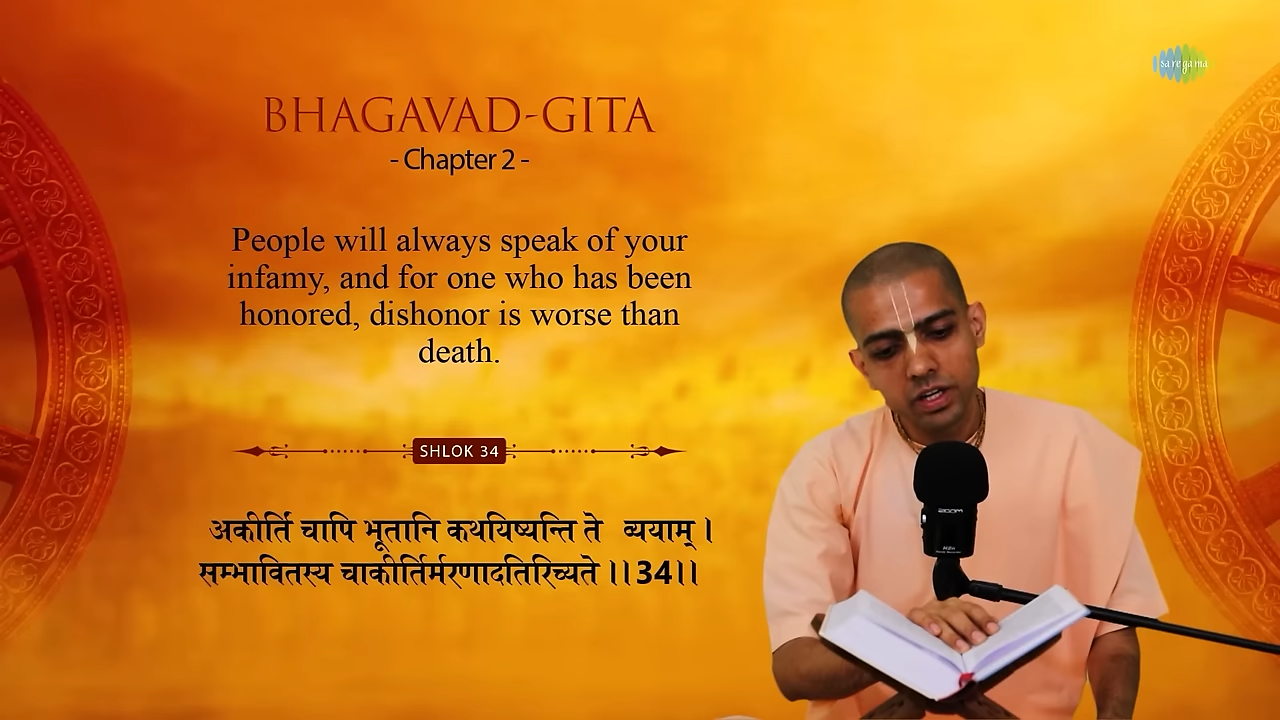 saregama
BHAGAVAD-GITA
- Chapter 2 -
People will always speak of your
infamy, and for one who has been
honored, dishonor is worse than
death.
SHLOK 34
अकीर्ति चापि भूतानि कथयिष्यन्ति ते व्ययाम् ।
सम्भावितस्य चाकीर्तिर्मरणादतिरिच्यते ।।34।।
ZOOM